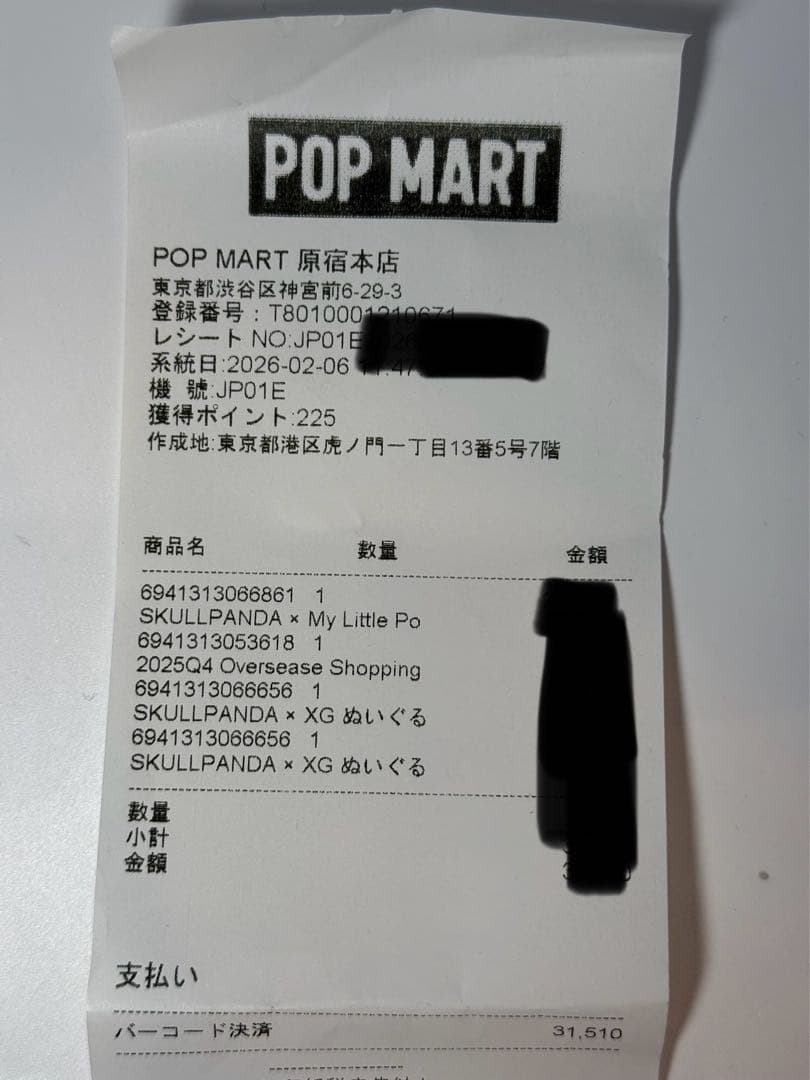 POP MART
POP MART 原宿本店
東京都渋谷区神宮前6-29-3
登録番号：T8010001210671
レシート NO:JP01E
系統日:2026-02-06
機 號:JP01E
獲得ポイント:225
作成地:東京都港区虎ノ門一丁目13番5号7階
商品名 数量 金額
6941313066861 1
SKULLPANDA × My Little Po
6941313053618 1
2025Q4 Oversease Shopping
6941313066656 1
SKULLPANDA × XG ぬいぐる
6941313066656 1
SKULLPANDA × XG ぬいぐる
数量
小計
金額
支払い
バーコード決済 31,510